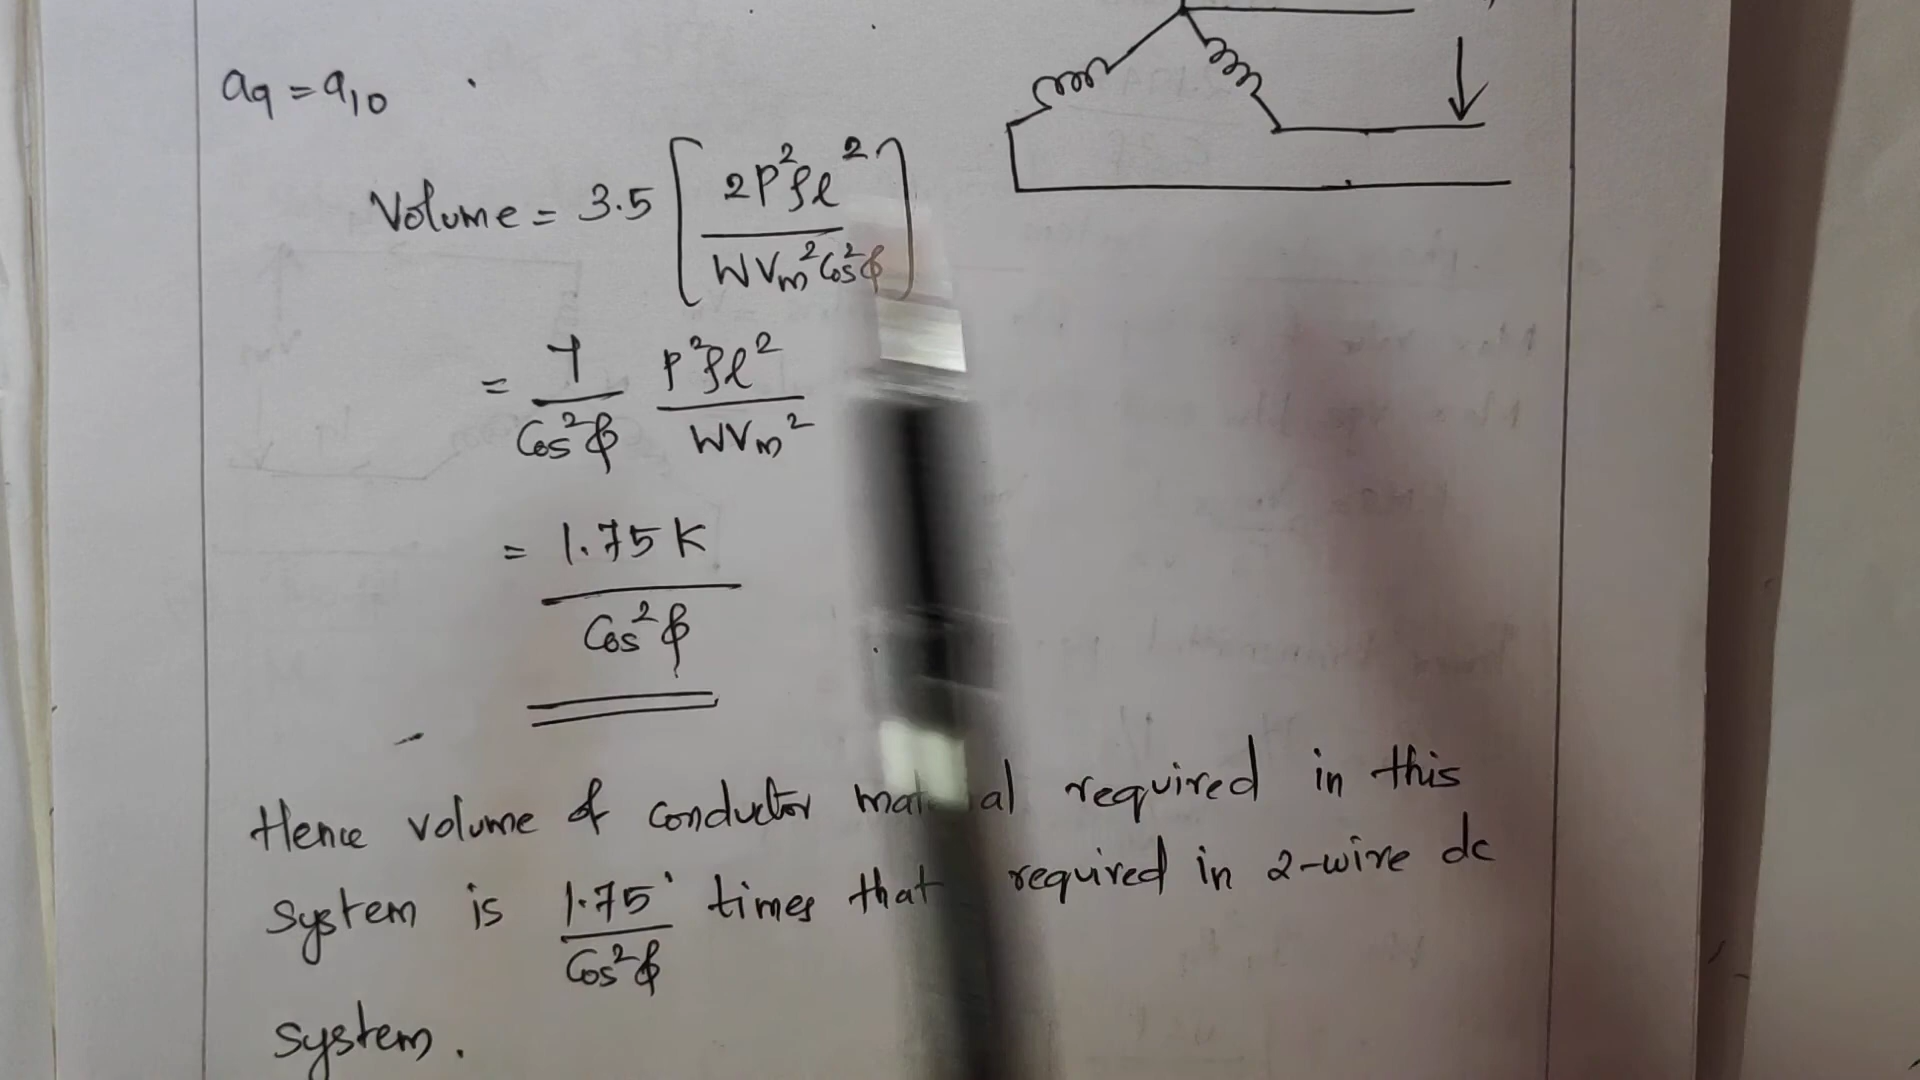 a9 = a10
Volume = 3.5 [ 2P²ρl² / WVm² Cos²ϕ ]
= 7 / Cos²ϕ P²ρl² / WVm²
= 1.75 K / Cos²ϕ
Hence volume of conductor required in this
system is 1.75 / Cos²ϕ times that required in 2-wire dc
system.